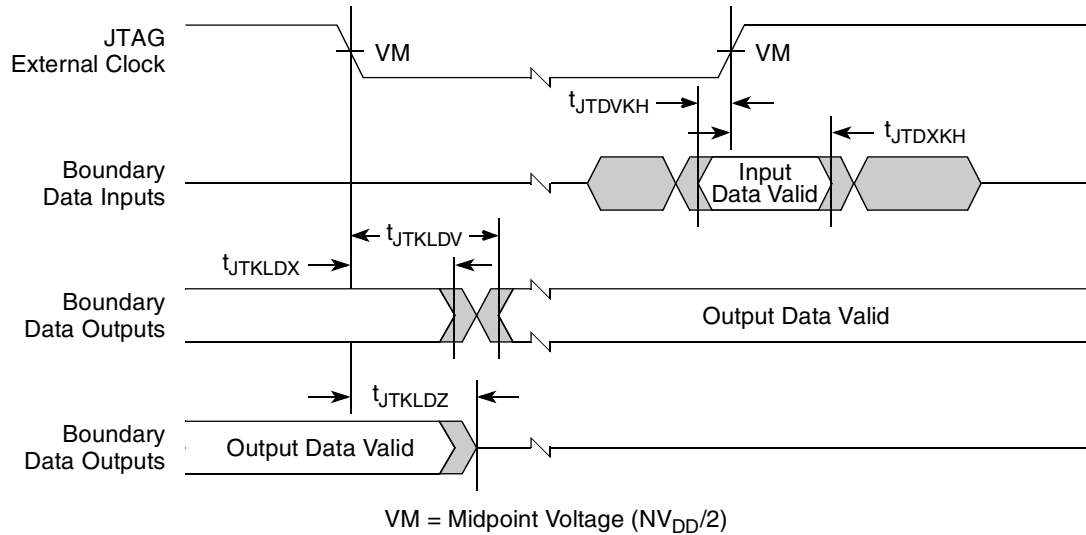 JTAG
External Clock
VM
VM
tJTDVKH
tJTDXKH
Boundary
Data Inputs
Input
Data Valid
tJTKLDV
tJTKLDX
Boundary
Data Outputs
Output Data Valid
tJTKLDZ
Boundary
Data Outputs
Output Data Valid
VM = Midpoint Voltage (NVDD/2)